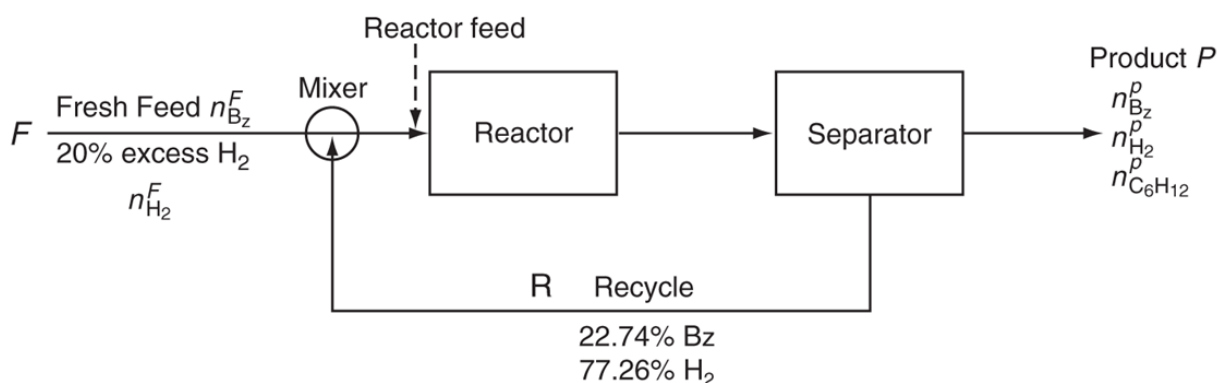 Reactor feed
Mixer
Product P
F
Fresh Feed n^F_Bz
20% excess H₂
n^F_H₂
Reactor
Separator
n^p_Bz
n^p_H₂
n^p_C₆H₁₂
R Recycle
22.74% Bz
77.26% H₂